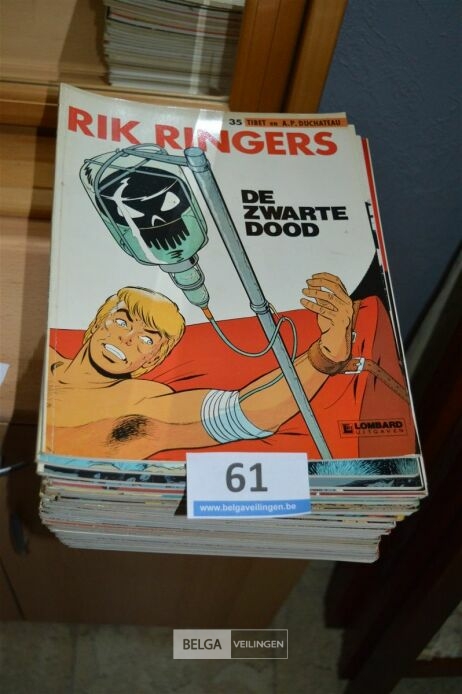 35 TIBET en A.P. DUCHATEAU
RIK RINGERS
DE
ZWARTE
DOOD
LOMBARD
UITGAVEN
61
www.belgaveilingen.be
BELGA VEILINGEN